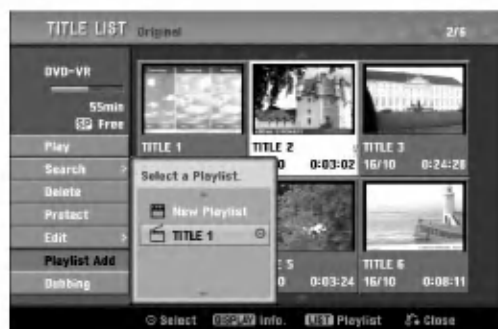 TITLE LIST Original 2/6
DVD-VR
55min
SP Free
Play
Search
Delete
Protect
Edit
Playlist Add
Dubbing
TITLE 1
TITLE 2
0:03:02
TITLE 3
16/10 0:24:28
Select a Playlist.
New Playlist
TITLE 1
0:03:24
TITLE 6
16/10 0:08:11
Select DISPLAY Info. LIST Playlist Close